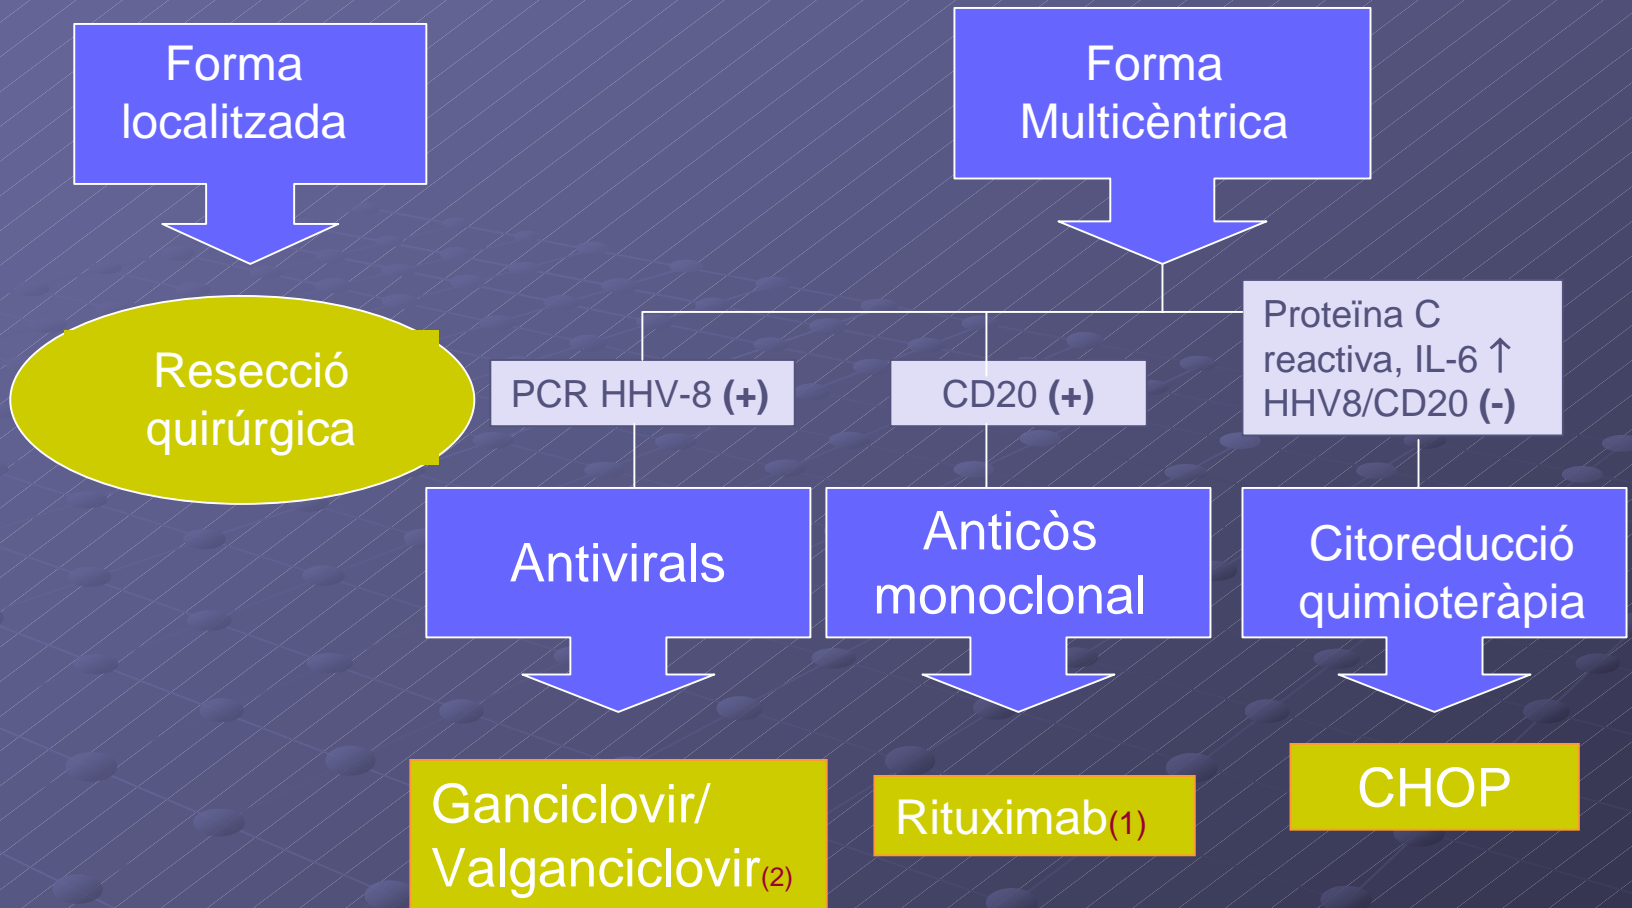 Forma
localitzada
Forma
Multicèntrica
Resecció
quirúrgica
PCR HHV-8 (+)
CD20 (+)
Proteïna C
reactiva, IL-6 ↑
HHV8/CD20 (-)
Antivirals
Anticòs
monoclonal
Citoreducció
quimioteràpia
Ganciclovir/
Valganciclovir(2)
Rituximab(1)
CHOP